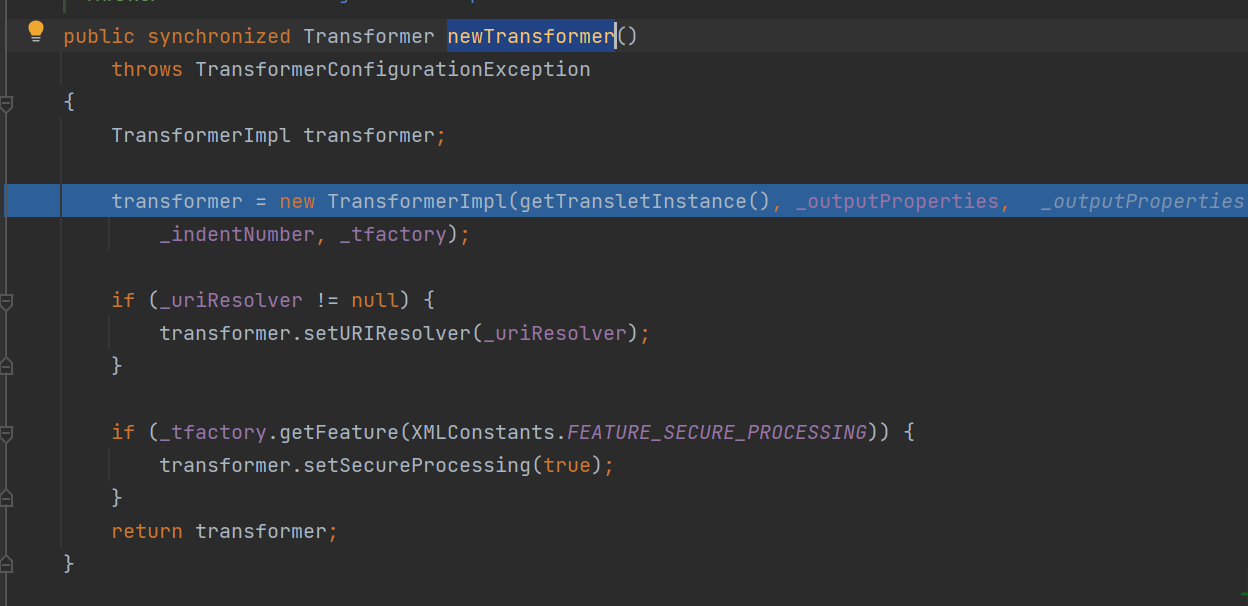 public synchronized Transformer newTransformer()
throws TransformerConfigurationException
{
TransformerImpl transformer;
transformer = new TransformerImpl(getTransletInstance(), _outputProperties, _outputProperties
_indentNumber, _tfactory);
if (_uriResolver != null) {
transformer.setURIResolver(_uriResolver);
}
if (_tfactory.getFeature(XMLConstants.FEATURE_SECURE_PROCESSING)) {
transformer.setSecureProcessing(true);
}
return transformer;
}